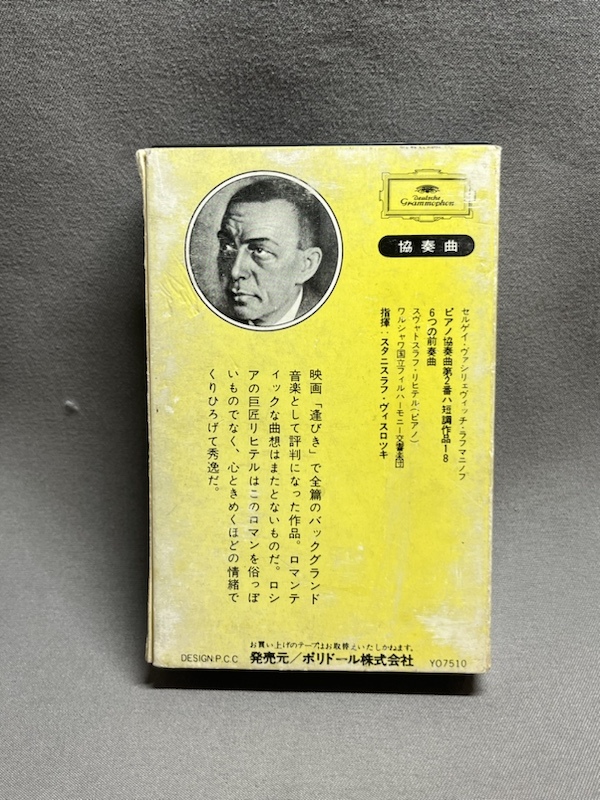 Deutsche
Grammophon
協奏曲
セルゲイ・ヴァシリェヴィッチ・ラフマニノフ
ピアノ協奏曲第2番ハ短調作品18
6つの前奏曲
スヴャトスラフ・リヒテル(ピアノ)
ワルシャワ国立フィルハーモニー交響楽団
指揮:スタニスラフ・ヴィスロツキ
映画「逢びき」で全篇のバックグランド
音楽として評判になった作品。ロマンテ
ィックな曲想はまたとないものだ。ロシ
アの巨匠リヒテルはこのロマンを俗っぽ
いものでなく、心ときめくほどの情緒で
くりひろげて秀逸だ。
お買い上げのテープはお取替えいたしかねます。
DESIGN:P.C.C 発売元/ポリドール株式会社 YO7510